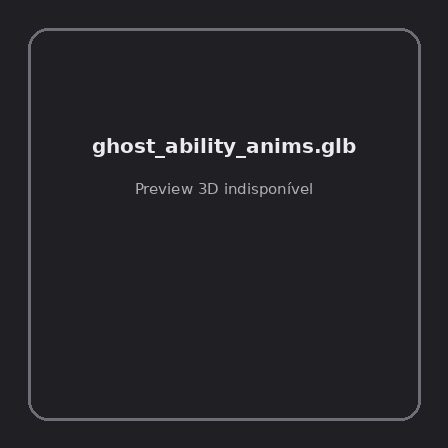 ghost_ability_anims.glb
Preview 3D indisponível